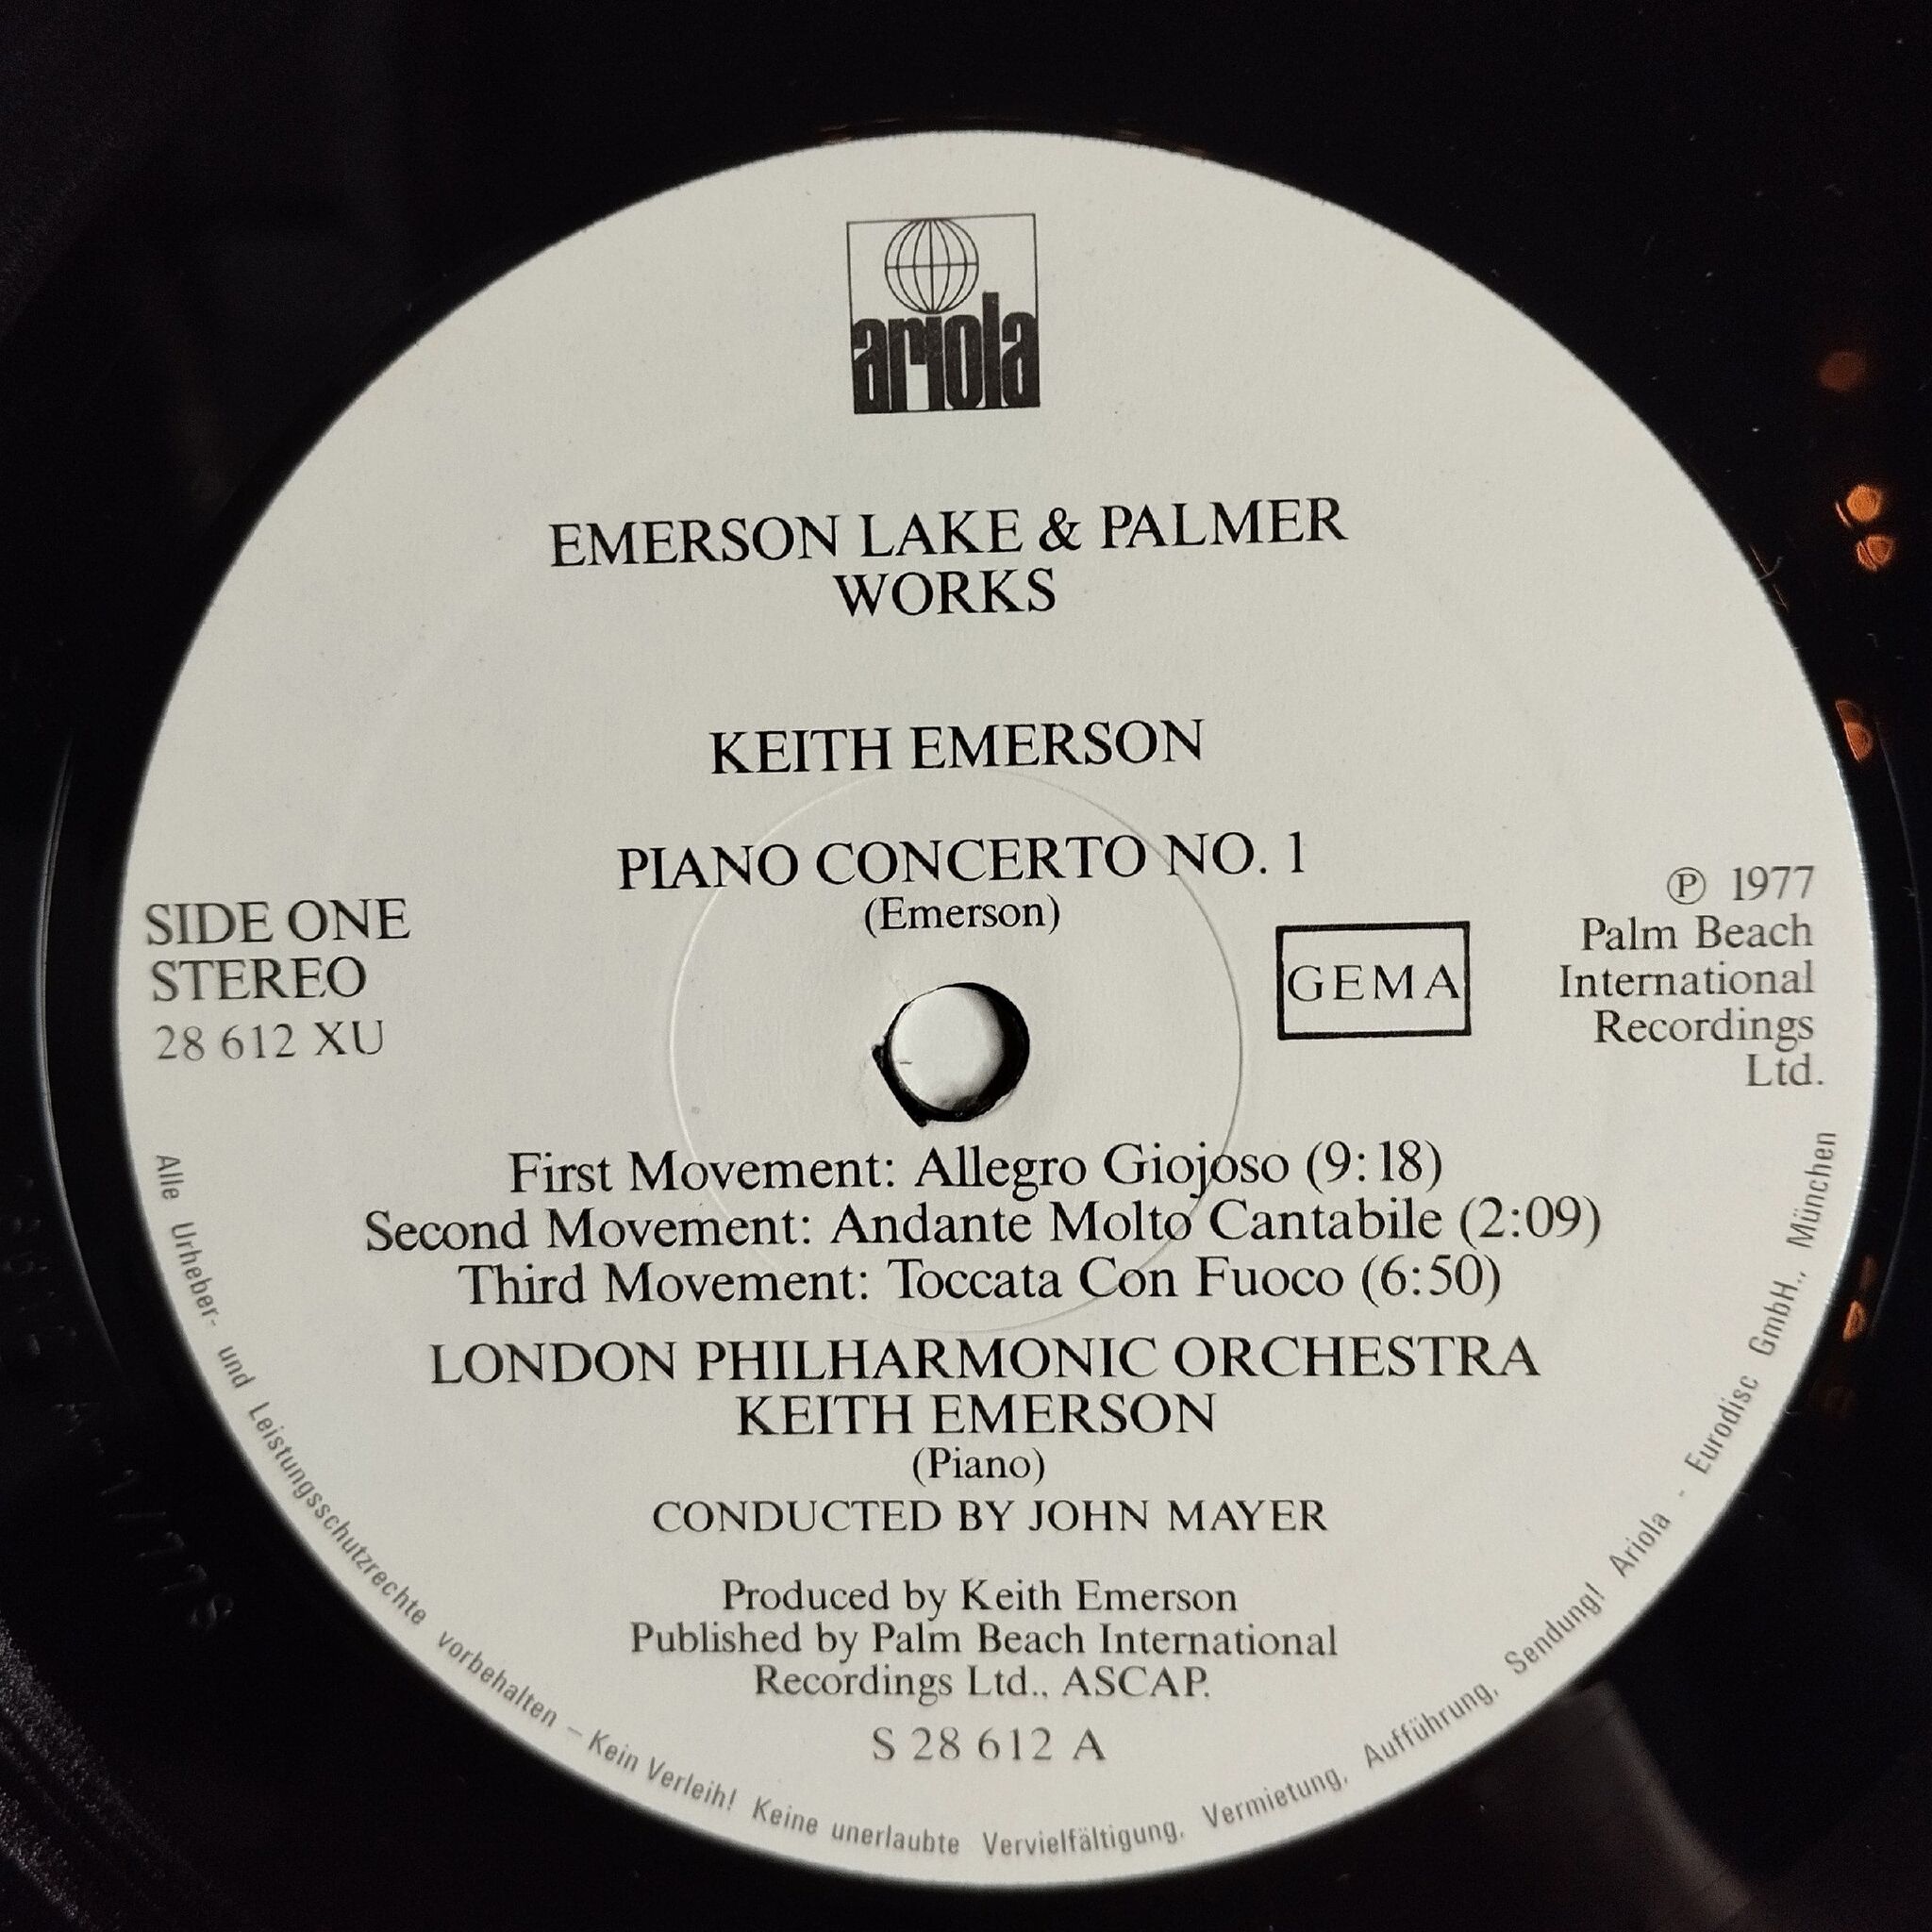 ariola
EMERSON LAKE & PALMER
WORKS
KEITH EMERSON
PIANO CONCERTO NO. 1
(Emerson)
SIDE ONE
STEREO
28 612 XU
GEMA
Ⓟ 1977
Palm Beach
International
Recordings
Ltd.
First Movement: Allegro Giojoso (9:18)
Second Movement: Andante Molto Cantabile (2:09)
Third Movement: Toccata Con Fuoco (6:50)
LONDON PHILHARMONIC ORCHESTRA
KEITH EMERSON
(Piano)
CONDUCTED BY JOHN MAYER
Produced by Keith Emerson
Published by Palm Beach International
Recordings Ltd., ASCAP.
S 28 612 A
Alle Urheber- und Leistungsschutzrechte vorbehalten – Kein Verleih! Keine unerlaubte Vervielfältigung, Vermietung, Aufführung, Sendung! Ariola - Eurodisc GmbH., München